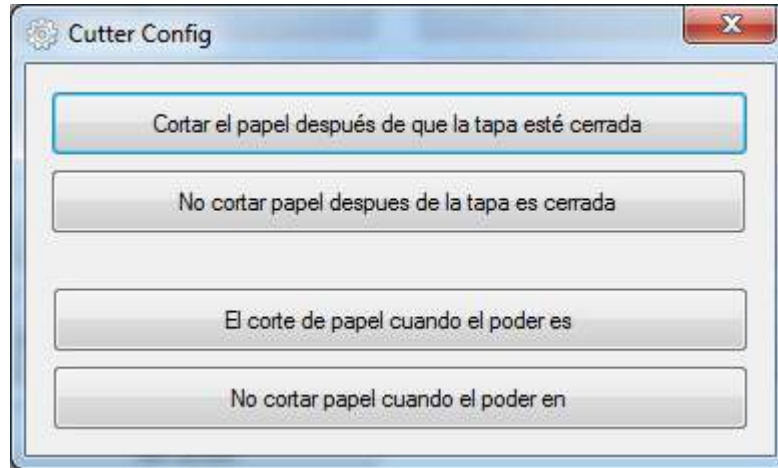 Cutter Config
Cortar el papel después de que la tapa esté cerrada
No cortar papel despues de la tapa es cerrada
El corte de papel cuando el poder es
No cortar papel cuando el poder en